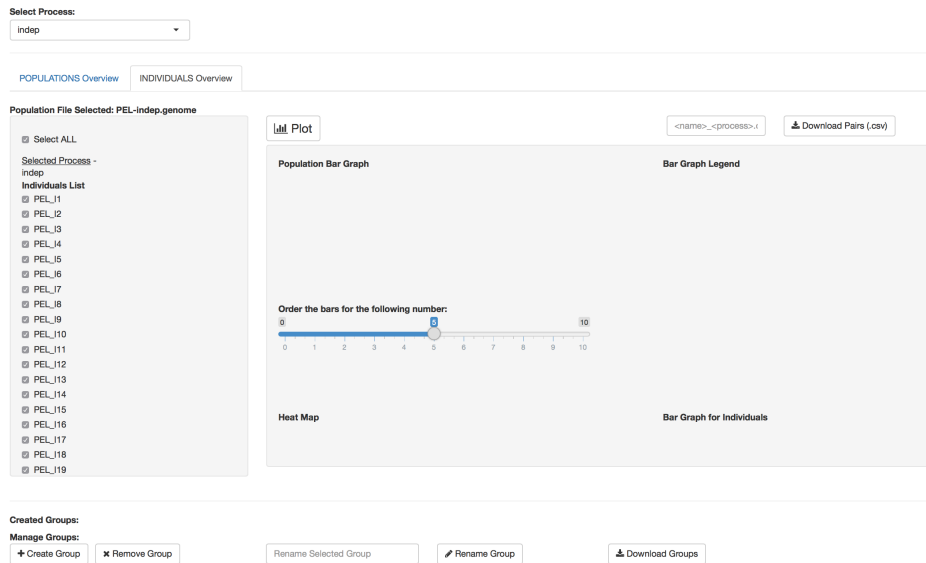 Select Process:
indep
POPULATIONS Overview
INDIVIDUALS Overview
Population File Selected: PEL-indep.genome
Select ALL
Selected Process -
indep
Individuals List
PEL_I1
PEL_I2
PEL_I3
PEL_I4
PEL_I5
PEL_I6
PEL_I7
PEL_I8
PEL_I9
PEL_I10
PEL_I11
PEL_I12
PEL_I13
PEL_I14
PEL_I15
PEL_I16
PEL_I17
PEL_I18
PEL_I19
Plot
<name>_<process>.
Download Pairs (.csv)
Population Bar Graph
Bar Graph Legend
Order the bars for the following number:
0 5 10
0 1 2 3 4 5 6 7 8 9 10
Heat Map
Bar Graph for Individuals
Created Groups:
Manage Groups:
Create Group
Remove Group
Rename Selected Group
Rename Group
Download Groups